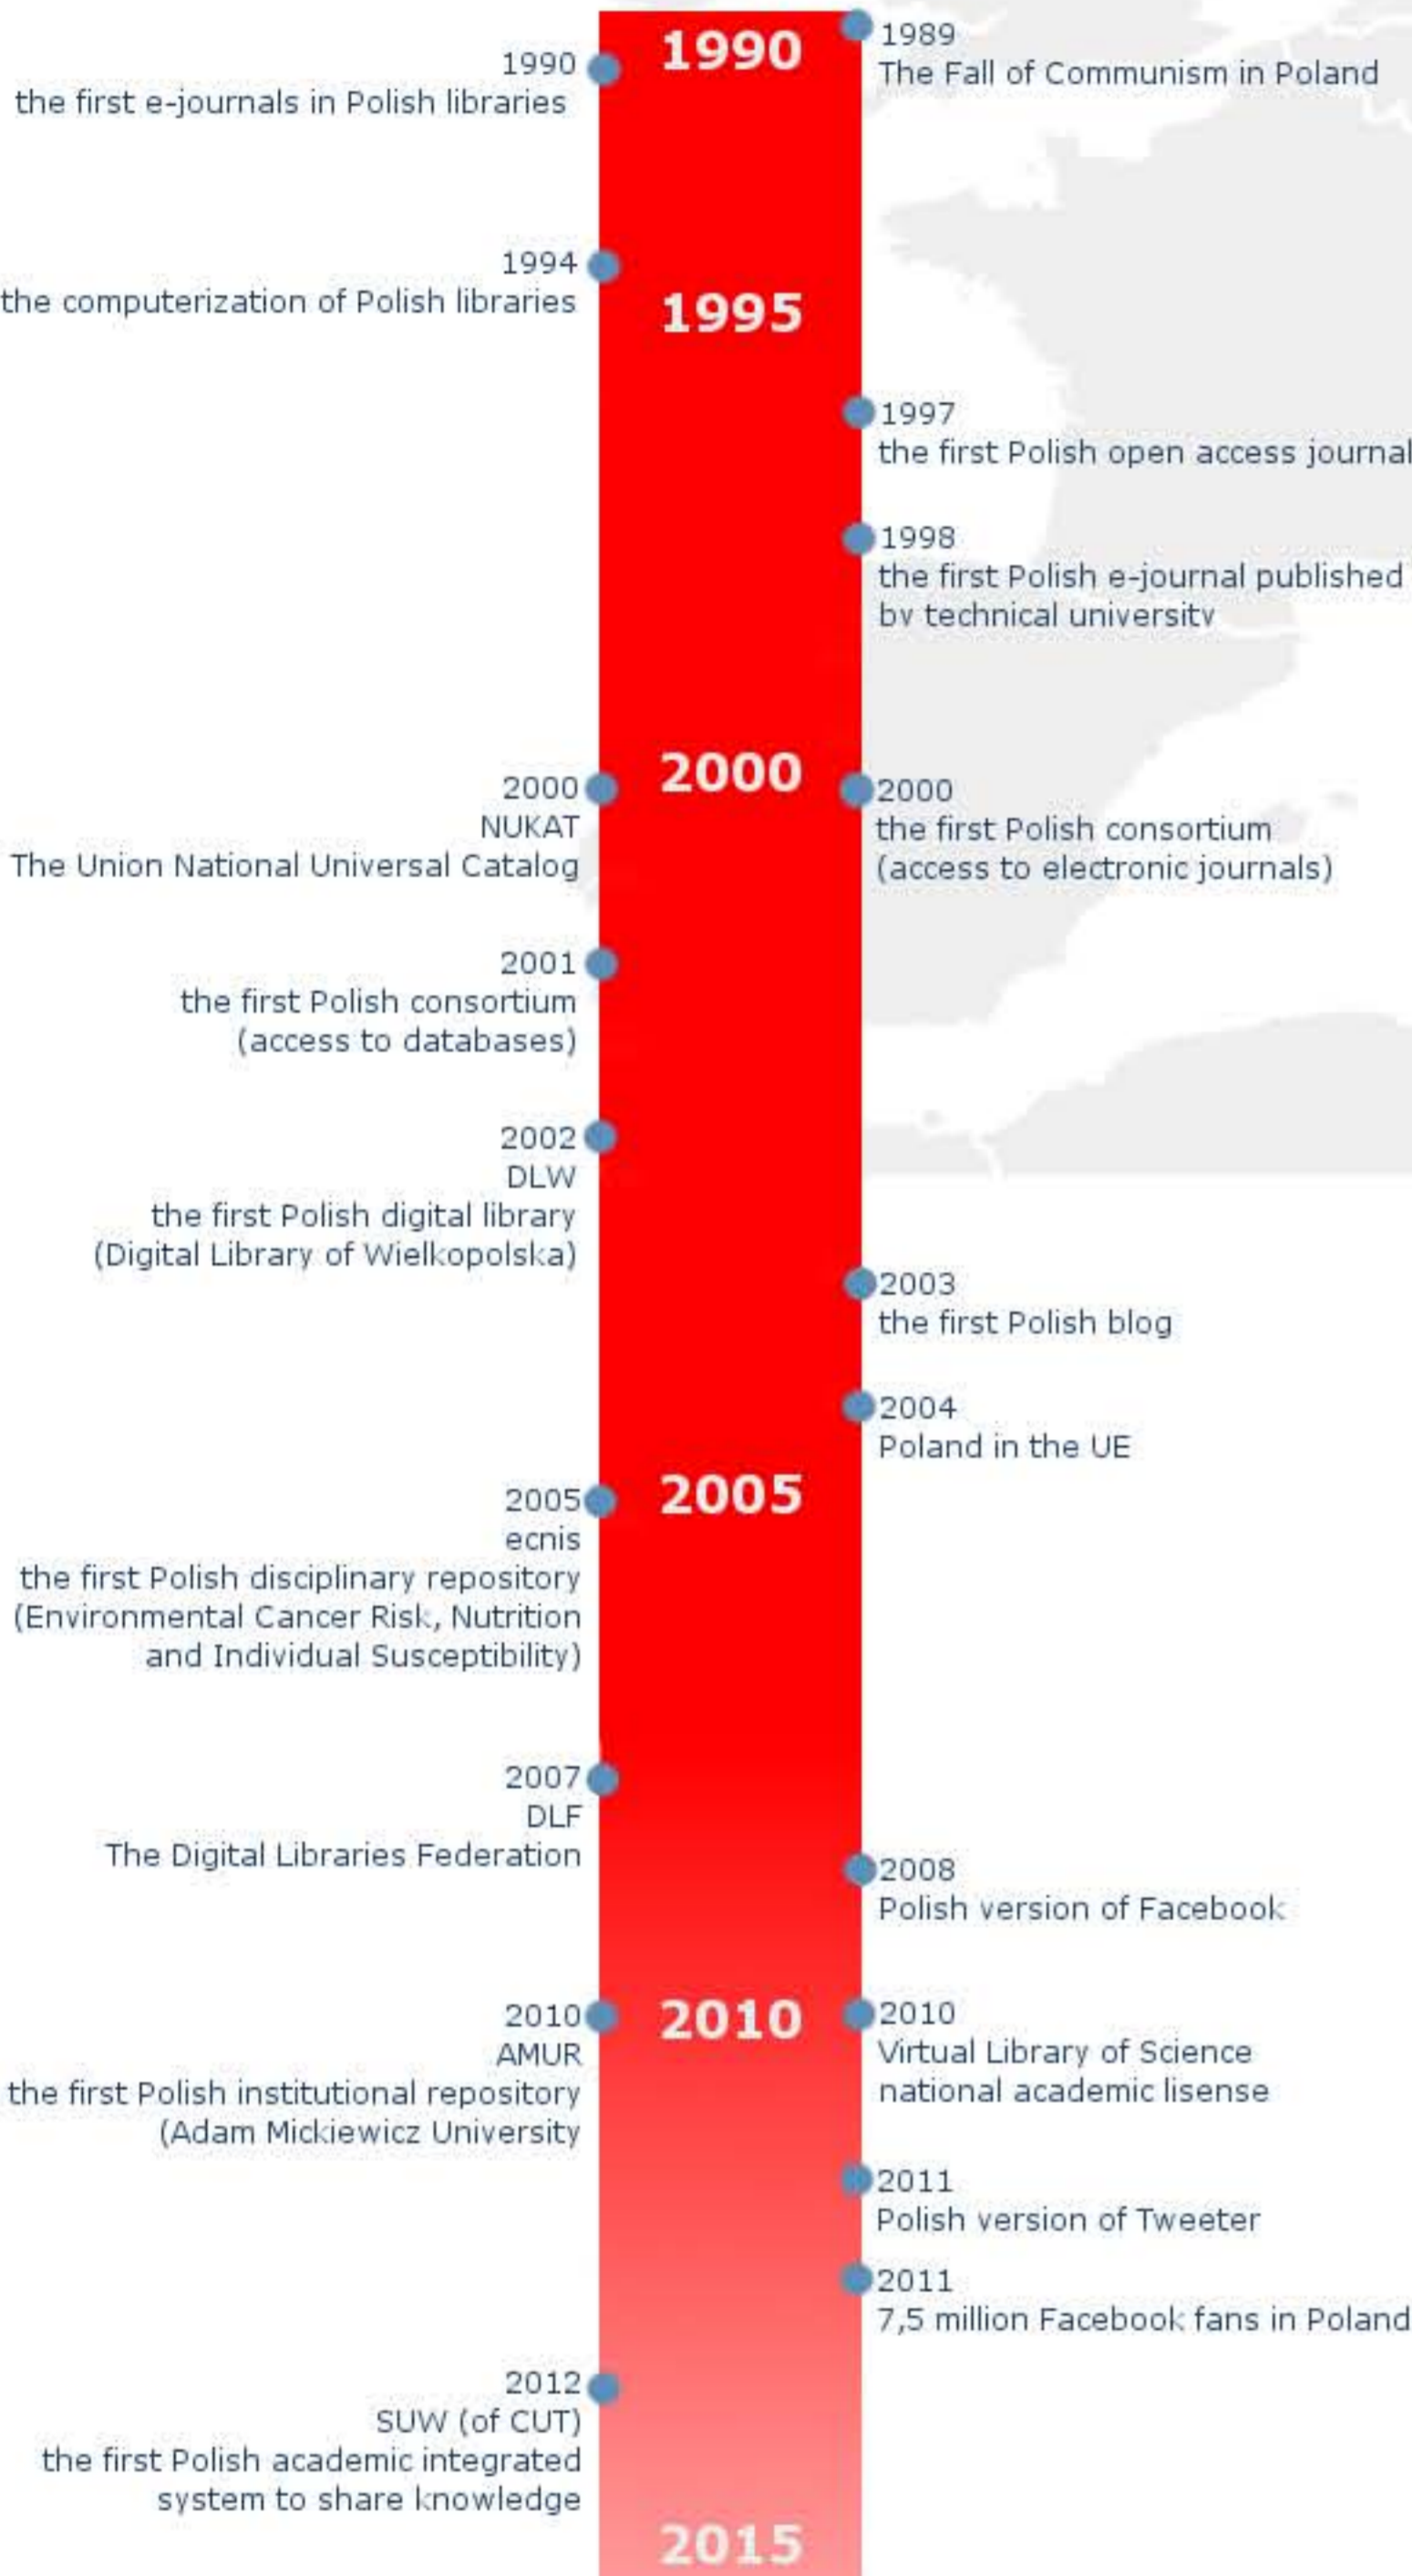 1990
1989
The Fall of Communism in Poland
1990
the first e-journals in Polish libraries
1994
the computerization of Polish libraries
1995
1997
the first Polish open access journal
1998
the first Polish e-journal published
by technical university
2000
2000
NUKAT
The Union National Universal Catalog
2000
the first Polish consortium
(access to electronic journals)
2001
the first Polish consortium
(access to databases)
2002
DLW
the first Polish digital library
(Digital Library of Wielkopolska)
2003
the first Polish blog
2004
Poland in the UE
2005
2005
ecnis
the first Polish disciplinary repository
(Environmental Cancer Risk, Nutrition
and Individual Susceptibility)
2007
DLF
The Digital Libraries Federation
2008
Polish version of Facebook
2010
2010
AMUR
the first Polish institutional repository
(Adam Mickiewicz University
2010
Virtual Library of Science
national academic lisense
2011
Polish version of Tweeter
2011
7,5 million Facebook fans in Poland
2012
SUW (of CUT)
the first Polish academic integrated
system to share knowledge
2015